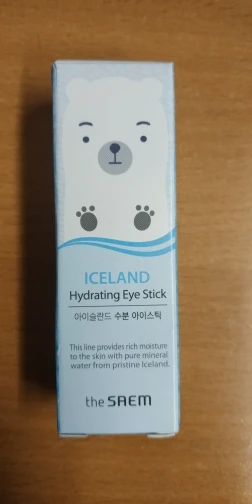 ICELAND
Hydrating Eye Stick
아이슬란드 수분 아이스틱
This line provides rich moisture
to the skin with pure mineral
water from pristine Iceland.
the SAEM